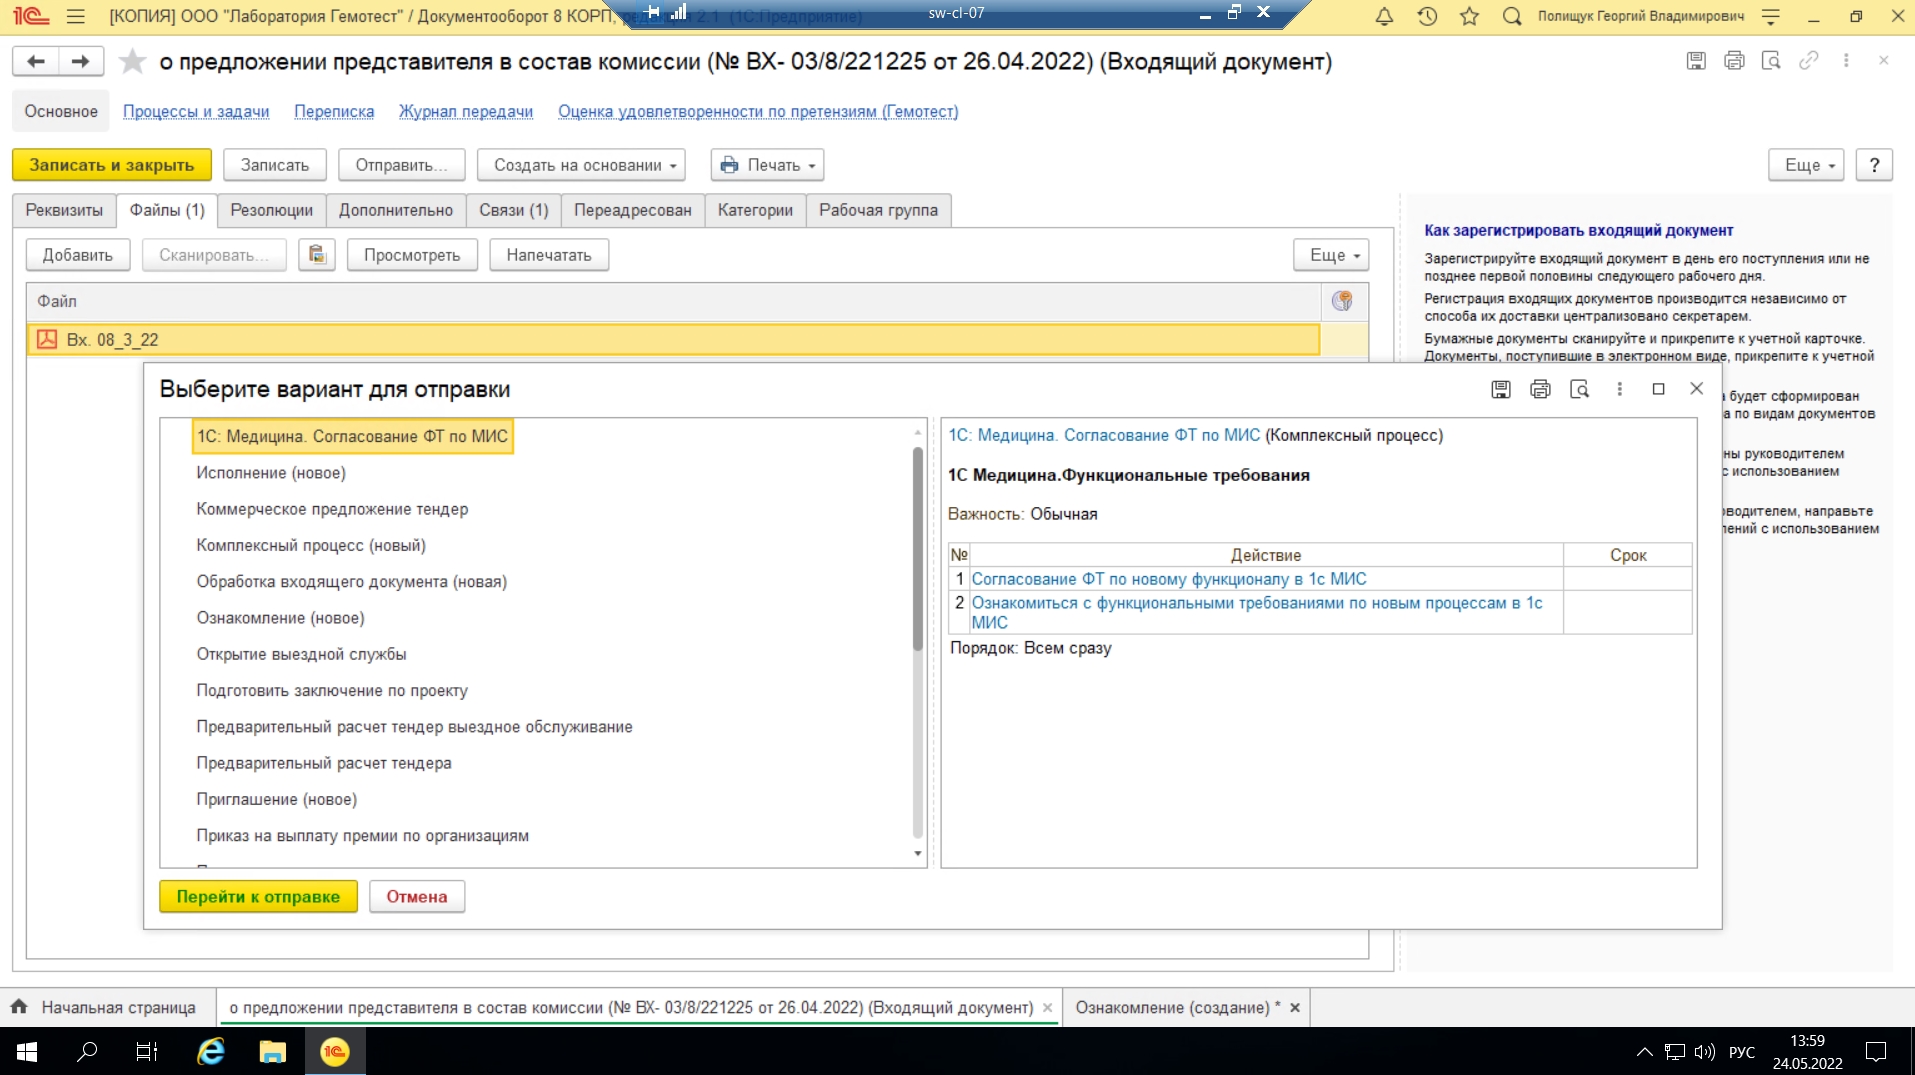 [КОПИЯ] ООО "Лаборатория Гемотест" / Документооборот 8 КОРП, редакция 2.1 (1С:Предприятие)
sw-cl-07
Полищук Георгий Владимирович
о предложении представителя в состав комиссии (№ ВХ- 03/8/221225 от 26.04.2022) (Входящий документ)
Основное Процессы и задачи Переписка Журнал передачи Оценка удовлетворенности по претензиям (Гемотест)
Записать и закрыть Записать Отправить... Создать на основании Печать Еще ?
Реквизиты Файлы (1) Резолюции Дополнительно Связи (1) Переадресован Категории Рабочая группа
Добавить Сканировать... Просмотреть Напечатать Еще
Файл
Вх. 08_3_22
Как зарегистрировать входящий документ
Зарегистрируйте входящий документ в день его поступления или не
позднее первой половины следующего рабочего дня.
Регистрация входящих документов производится независимо от
способа их доставки централизовано секретарем.
Бумажные документы сканируйте и прикрепите к учетной карточке.
Документы, поступившие в электронном виде, прикрепите к учетной
будет сформирован
а по видам документов
ны руководителем
с использованием
водителем, направьте
лений с использованием
Выберите вариант для отправки
1С: Медицина. Согласование ФТ по МИС
Исполнение (новое)
Коммерческое предложение тендер
Комплексный процесс (новый)
Обработка входящего документа (новая)
Ознакомление (новое)
Открытие выездной службы
Подготовить заключение по проекту
Предварительный расчет тендер выездное обслуживание
Предварительный расчет тендера
Приглашение (новое)
Приказ на выплату премии по организациям
1С: Медицина. Согласование ФТ по МИС (Комплексный процесс)
1С Медицина.Функциональные требования
Важность: Обычная
№ Действие Срок
1 Согласование ФТ по новому функционалу в 1с МИС
2 Ознакомиться с функциональными требованиями по новым процессам в 1с
МИС
Порядок: Всем сразу
Перейти к отправке Отмена
Начальная страница о предложении представителя в состав комиссии (№ ВХ- 03/8/221225 от 26.04.2022) (Входящий документ) Ознакомление (создание) *
РУС
13:59
24.05.2022